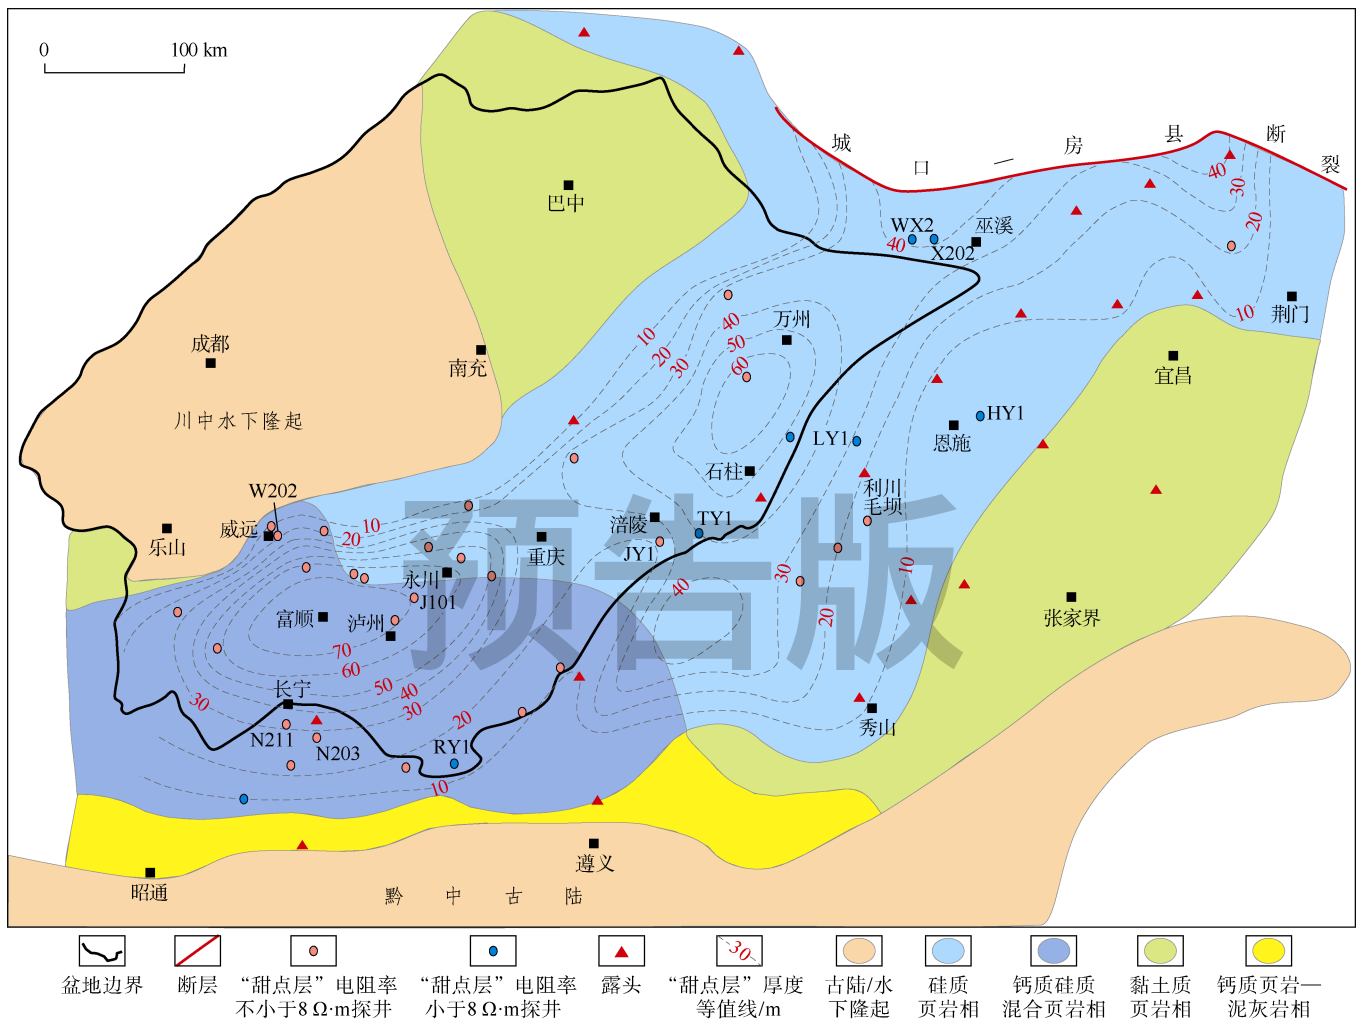 0 100 km
城口—房县断裂
40
30
20
10
巴中
WX2
巫溪
40
X202
荆门
万州
40
50
60
10
20
30
成都
南充
宜昌
川中水下隆起
HY1
LY1
恩施
石柱
利川
毛坝
W202
威远
10
20
涪陵
TY1
JY1
乐山
重庆
永川
J101
富顺
泸州
40
30
20
10
张家界
预告版
70
60
50
40
30
30
20
长宁
N211
N203
RY1
10
秀山
遵义
昭通
黔中古陆
盆地边界
断层
“甜点层”电阻率
不小于8 Ω·m探井
“甜点层”电阻率
小于8 Ω·m探井
露头
30
“甜点层”厚度
等值线/m
古陆/水
下隆起
硅质
页岩相
钙质硅质
混合页岩相
黏土质
页岩相
钙质页岩—
泥灰岩相